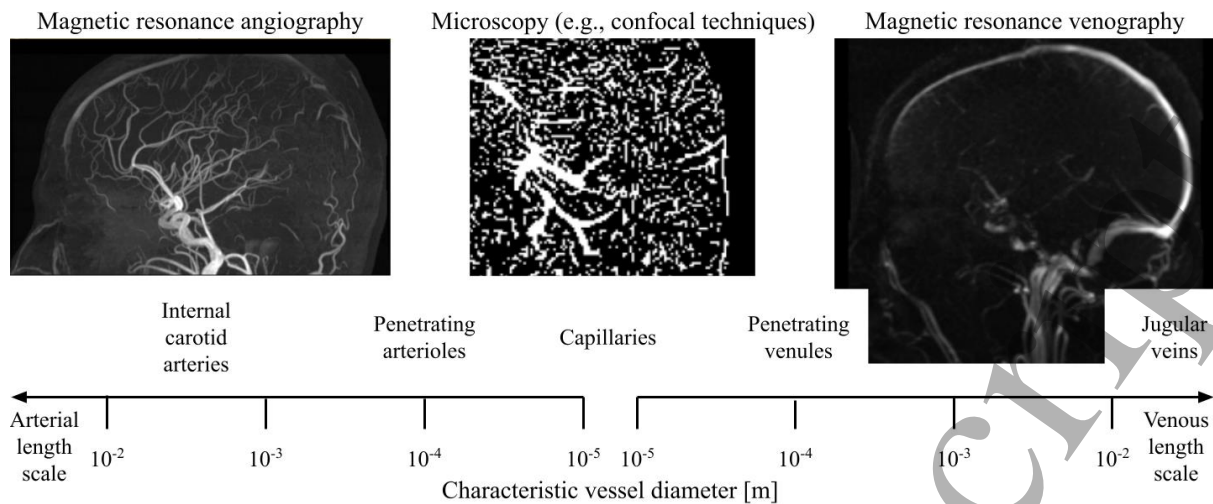 Magnetic resonance angiography
Microscopy (e.g., confocal techniques)
Magnetic resonance venography
Internal
carotid
arteries
Penetrating
arterioles
Capillaries
Penetrating
venules
Jugular
veins
Arterial
length
scale
10⁻² 10⁻³ 10⁻⁴ 10⁻⁵ 10⁻⁵ 10⁻⁴ 10⁻³ 10⁻²
Venous
length
scale
Characteristic vessel diameter [m]